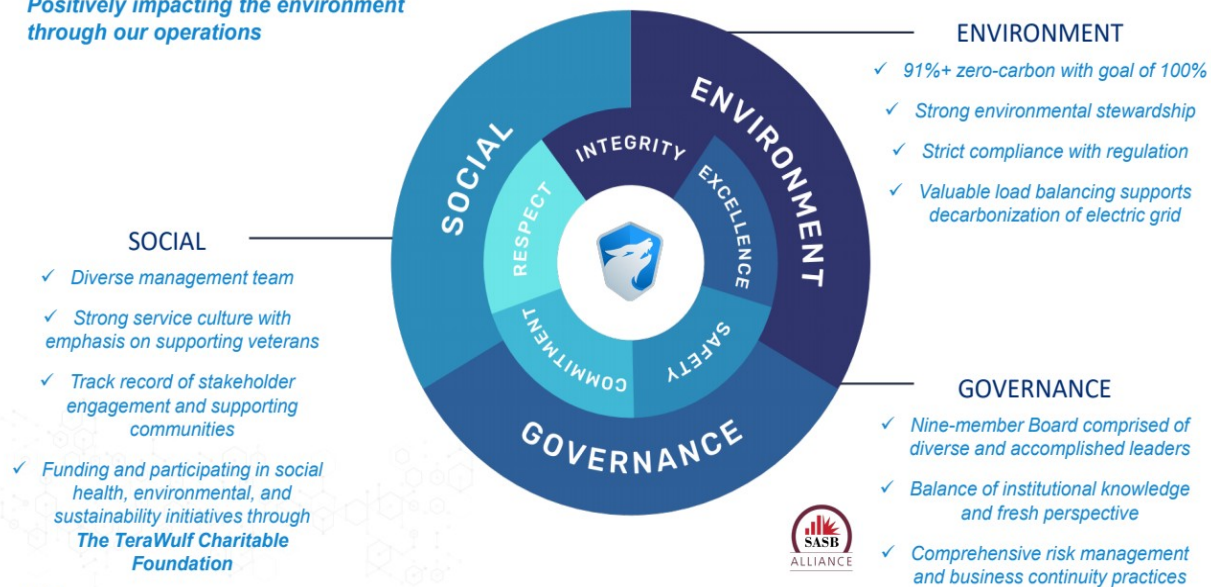 Positively impacting the environment
through our operations
ENVIRONMENT
✓ 91%+ zero-carbon with goal of 100%
✓ Strong environmental stewardship
✓ Strict compliance with regulation
✓ Valuable load balancing supports
decarbonization of electric grid
SOCIAL
ENVIRONMENT
GOVERNANCE
INTEGRITY
EXCELLENCE
SAFETY
COMMITMENT
RESPECT
SOCIAL
✓ Diverse management team
✓ Strong service culture with
emphasis on supporting veterans
✓ Track record of stakeholder
engagement and supporting
communities
✓ Funding and participating in social
health, environmental, and
sustainability initiatives through
The TeraWulf Charitable
Foundation
GOVERNANCE
✓ Nine-member Board comprised of
diverse and accomplished leaders
✓ Balance of institutional knowledge
and fresh perspective
✓ Comprehensive risk management
and business continuity practices
SASB
ALLIANCE